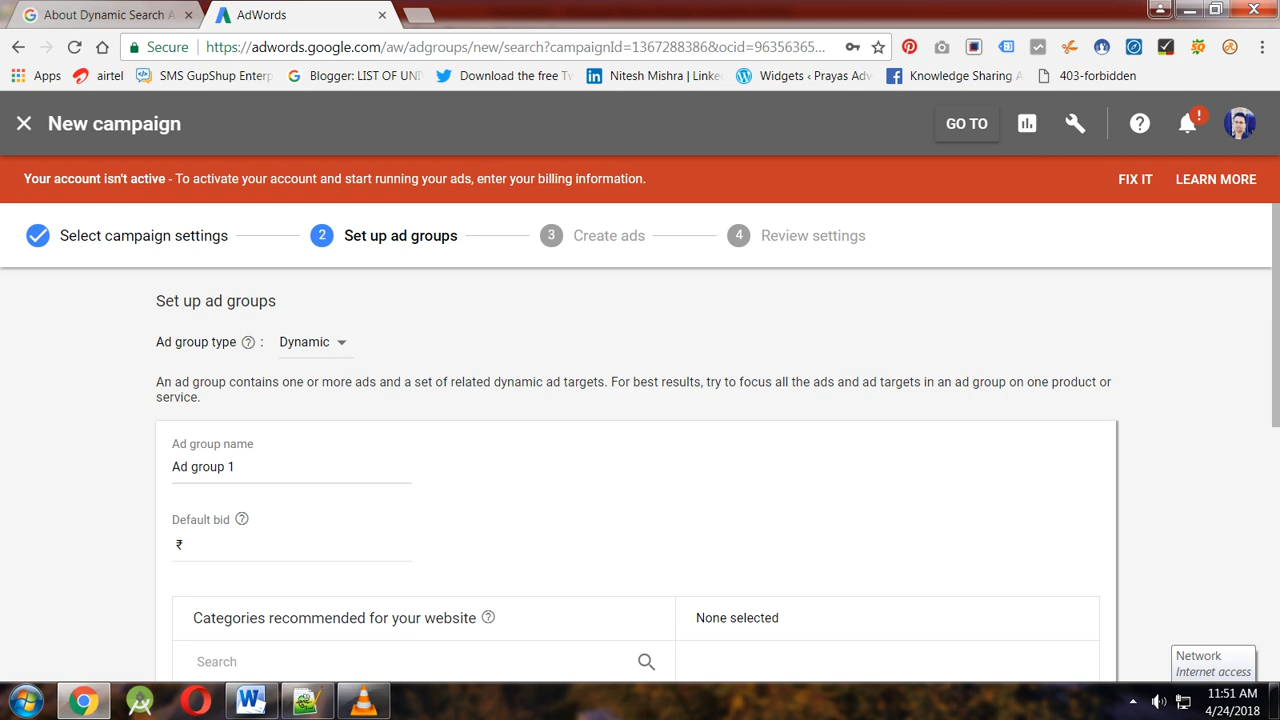 About Dynamic Search A
AdWords
Secure
https://adwords.google.com/aw/adgroups/new/search?campaignId=1367288386&ocid=96356365...
Apps
airtel
SMS GupShup Enterp
Blogger: LIST OF UNI
Download the free Tw
Nitesh Mishra | Linke
Widgets ‹ Prayas Adv
Knowledge Sharing A
403-forbidden
New campaign
GO TO
!
Your account isn't active - To activate your account and start running your ads, enter your billing information.
FIX IT
LEARN MORE
Select campaign settings
2 Set up ad groups
3 Create ads
4 Review settings
Set up ad groups
Ad group type ? : Dynamic
An ad group contains one or more ads and a set of related dynamic ad targets. For best results, try to focus all the ads and ad targets in an ad group on one product or
service.
Ad group name
Ad group 1
Default bid ?
₹
Categories recommended for your website ?
None selected
Search
Network
Internet access
11:51 AM
4/24/2018